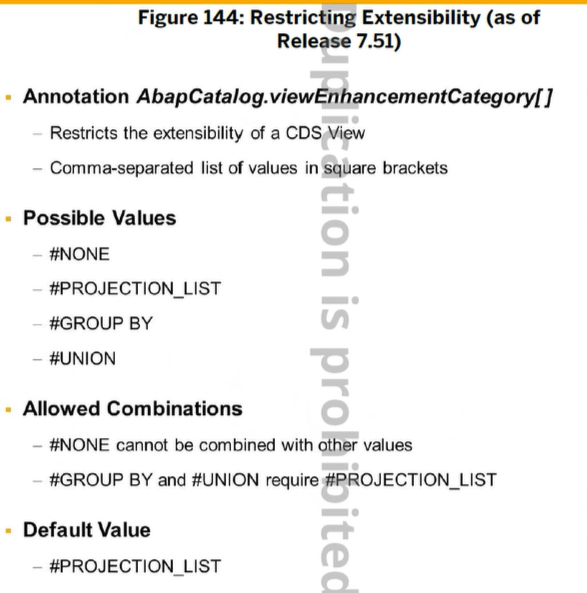 Figure 144: Restricting Extensibility (as of
Release 7.51)
▪ Annotation AbapCatalog.viewEnhancementCategory[]
– Restricts the extensibility of a CDS View
– Comma-separated list of values in square brackets
▪ Possible Values
– #NONE
– #PROJECTION_LIST
– #GROUP BY
– #UNION
▪ Allowed Combinations
– #NONE cannot be combined with other values
– #GROUP BY and #UNION require #PROJECTION_LIST
▪ Default Value
– #PROJECTION_LIST
Duplication is prohibited